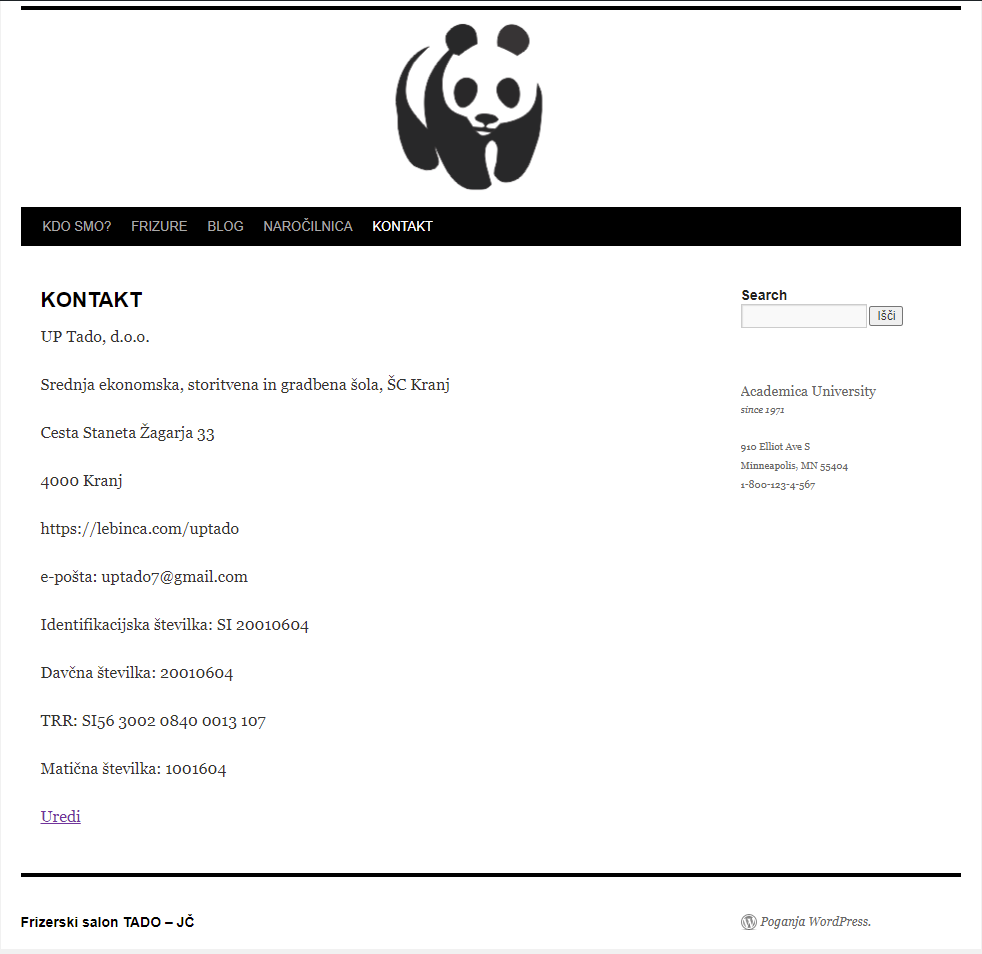 KDO SMO? FRIZURE BLOG NAROČILNICA KONTAKT
KONTAKT
UP Tado, d.o.o.
Srednja ekonomska, storitvena in gradbena šola, ŠC Kranj
Cesta Staneta Žagarja 33
4000 Kranj
https://lebinca.com/uptado
e-pošta: uptado7@gmail.com
Identifikacijska številka: SI 20010604
Davčna številka: 20010604
TRR: SI56 3002 0840 0013 107
Matična številka: 1001604
Uredi
Search
Išči
Academica University
since 1971
910 Elliot Ave S
Minneapolis, MN 55404
1-800-123-4-567
Frizerski salon TADO – JČ
Poganja WordPress.